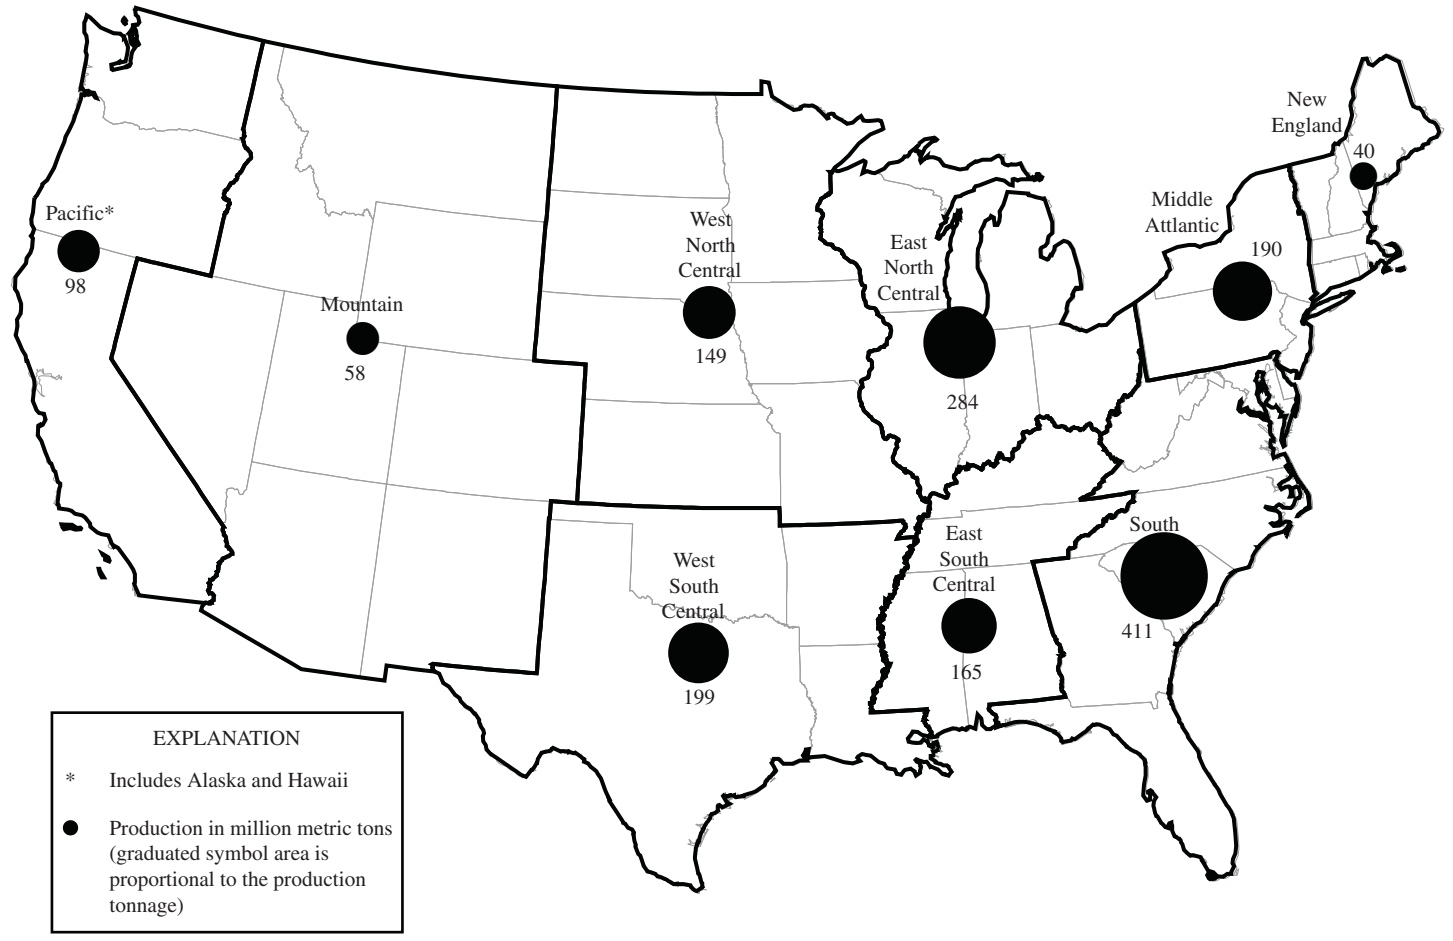 New
England
40
Middle
Attlantic
190
Pacific*
98
West
North
Central
149
East
North
Central
284
Mountain
58
South
411
East
South
Central
165
West
South
Central
199
EXPLANATION
* Includes Alaska and Hawaii
Production in million metric tons
(graduated symbol area is
proportional to the production
tonnage)